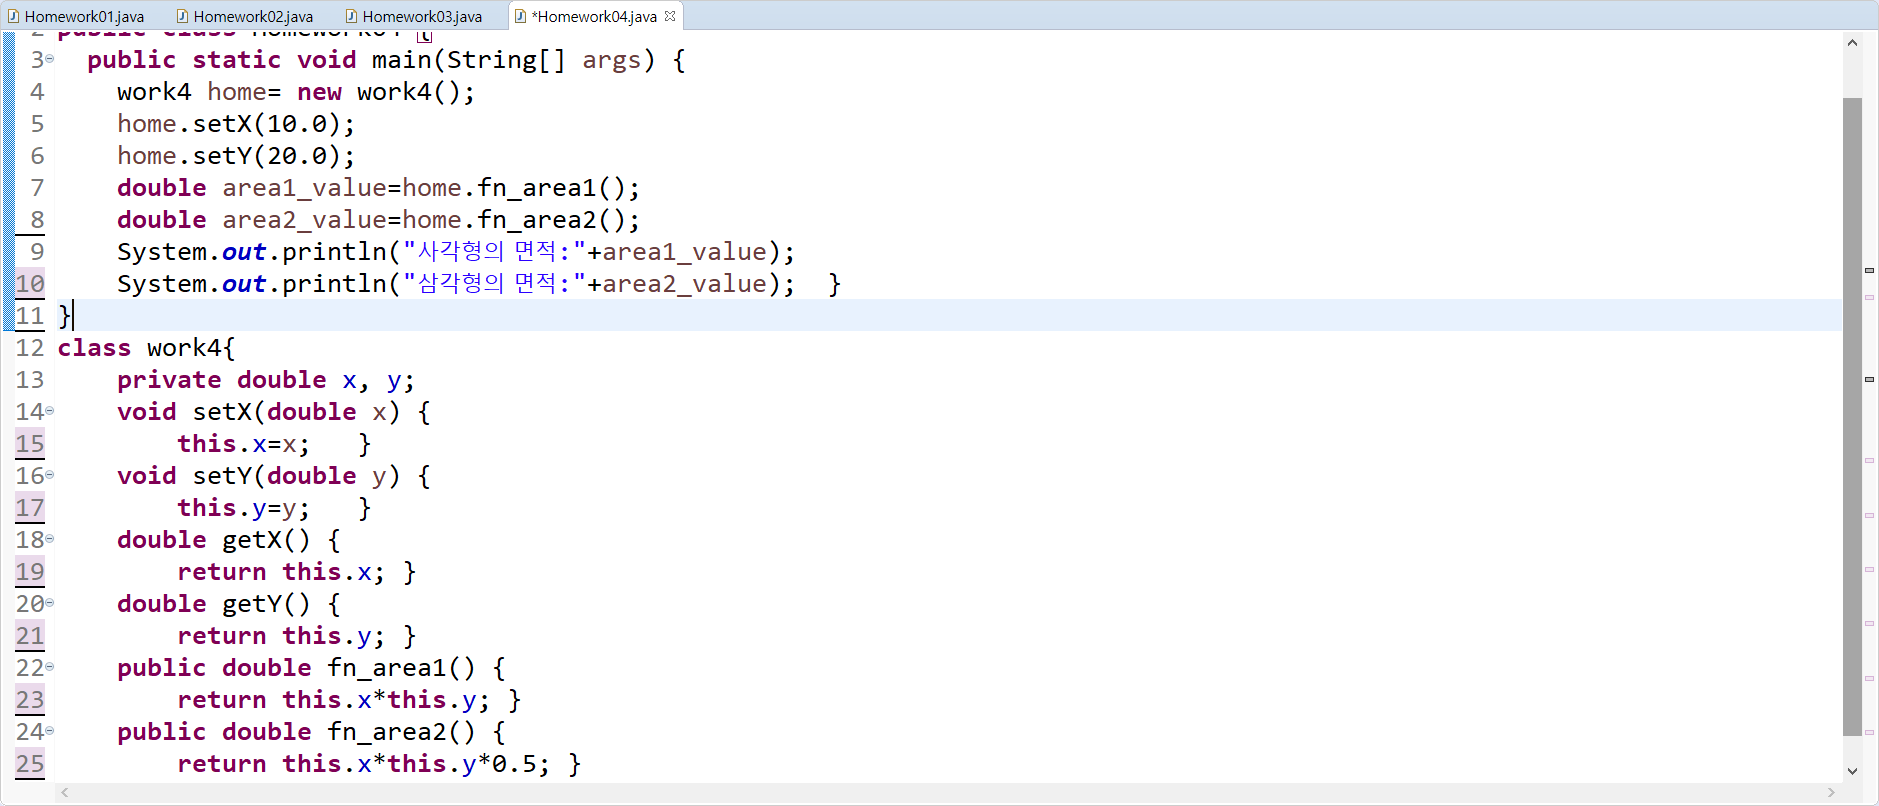 Homework01.java Homework02.java Homework03.java *Homework04.java
2 public class Homework04 {
3 public static void main(String[] args) {
4 work4 home= new work4();
5 home.setX(10.0);
6 home.setY(20.0);
7 double area1_value=home.fn_area1();
8 double area2_value=home.fn_area2();
9 System.out.println("사각형의 면적:"+area1_value);
10 System.out.println("삼각형의 면적:"+area2_value);  }
11 }
12 class work4{
13 private double x, y;
14 void setX(double x) {
15 this.x=x;   }
16 void setY(double y) {
17 this.y=y;   }
18 double getX() {
19 return this.x; }
20 double getY() {
21 return this.y; }
22 public double fn_area1() {
23 return this.x*this.y; }
24 public double fn_area2() {
25 return this.x*this.y*0.5; }